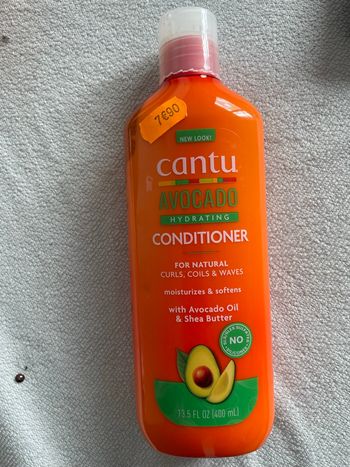 7€90
NEW LOOK!
cantu
AVOCADO
HYDRATING
CONDITIONER
FOR NATURAL
CURLS, COILS & WAVES
moisturizes & softens
with Avocado Oil
& Shea Butter
NO
13.5 FL OZ (400 mL)